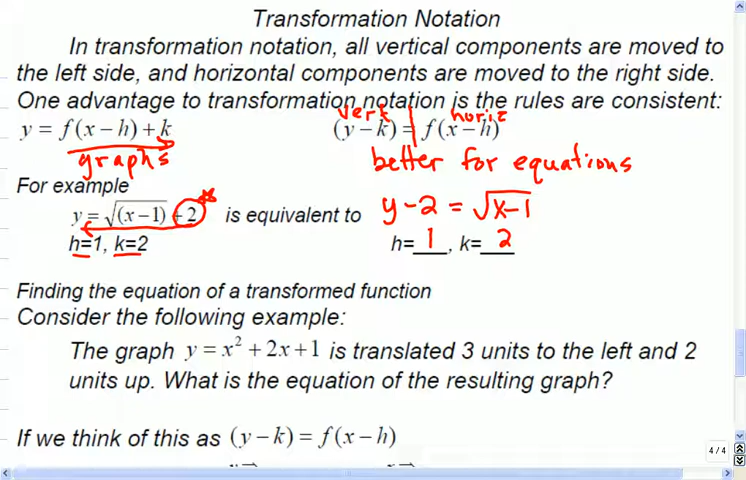 Transformation Notation
In transformation notation, all vertical components are moved to
the left side, and horizontal components are moved to the right side.
One advantage to transformation notation is the rules are consistent:
vert horiz
y = f(x − h) + k (y − k) = f(x − h)
graphs better for equations
For example
y = √(x − 1) + 2 is equivalent to y − 2 = √x − 1
h=1, k=2 h= 1 , k= 2
Finding the equation of a transformed function
Consider the following example:
The graph y = x² + 2x + 1 is translated 3 units to the left and 2
units up. What is the equation of the resulting graph?
If we think of this as (y − k) = f(x − h)
4 / 4